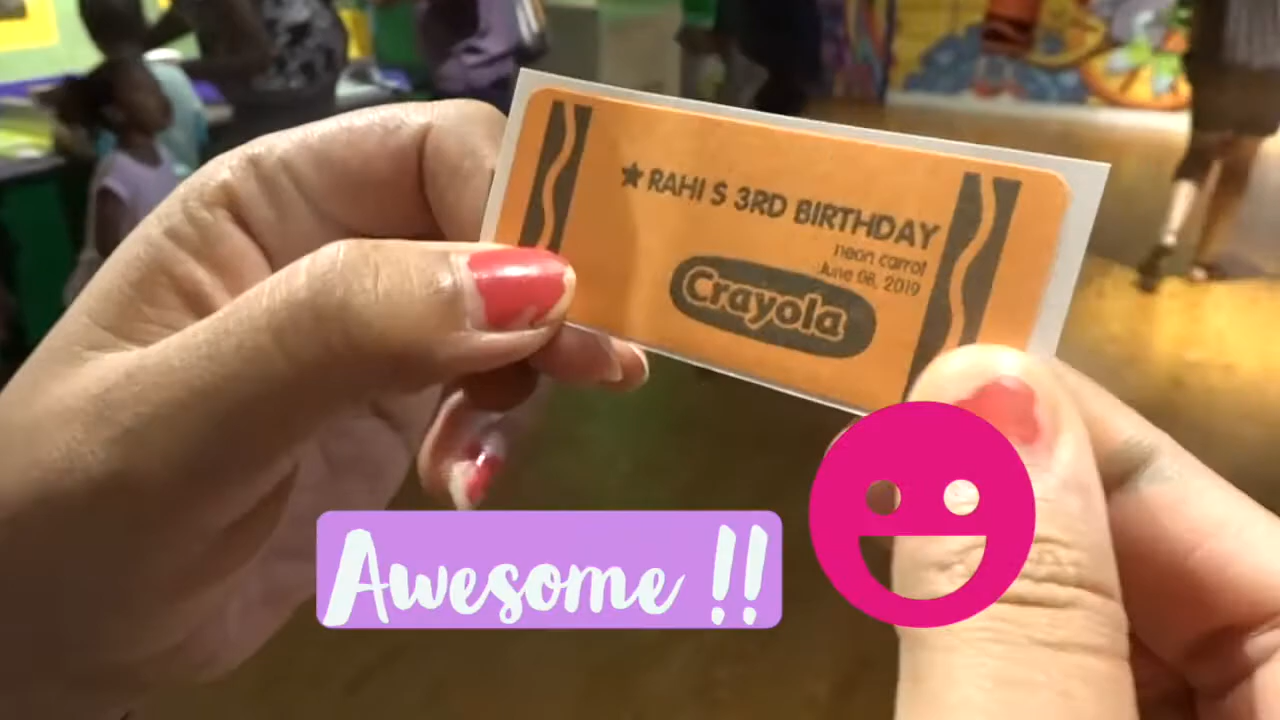 ★ RAHI S 3RD BIRTHDAY
neon carrot
June 08, 2019
Crayola
Awesome !!